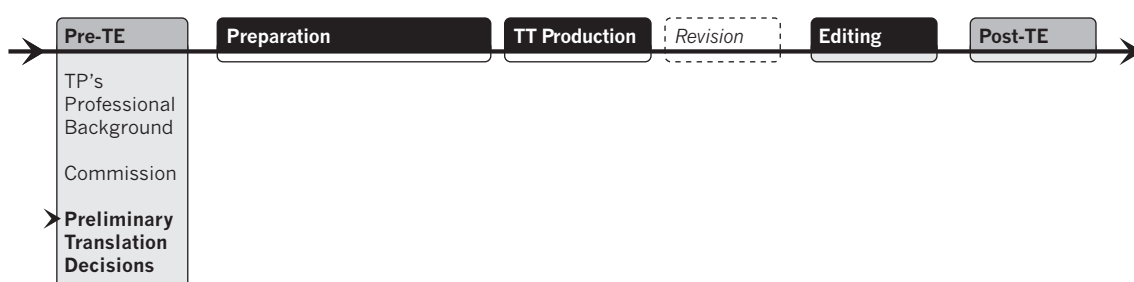 Pre-TE Preparation TT Production Revision Editing Post-TE
TP's
Professional
Background
Commission
Preliminary
Translation
Decisions